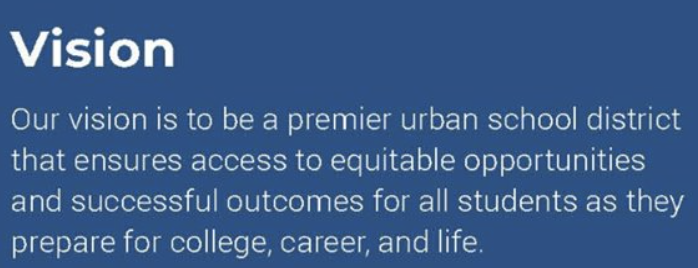 Vision
Our vision is to be a premier urban school district
that ensures access to equitable opportunities
and successful outcomes for all students as they
prepare for college, career, and life.